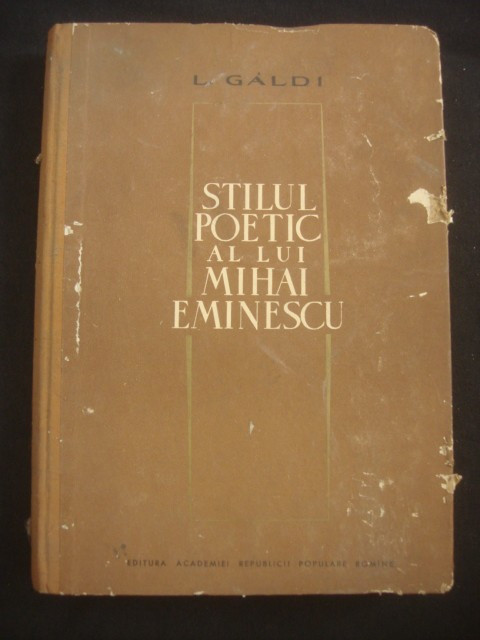 L. GÁLDI
STILUL
POETIC
AL LUI
MIHAI
EMINESCU
EDITURA ACADEMIEI REPUBLICII POPULARE ROMÎNE